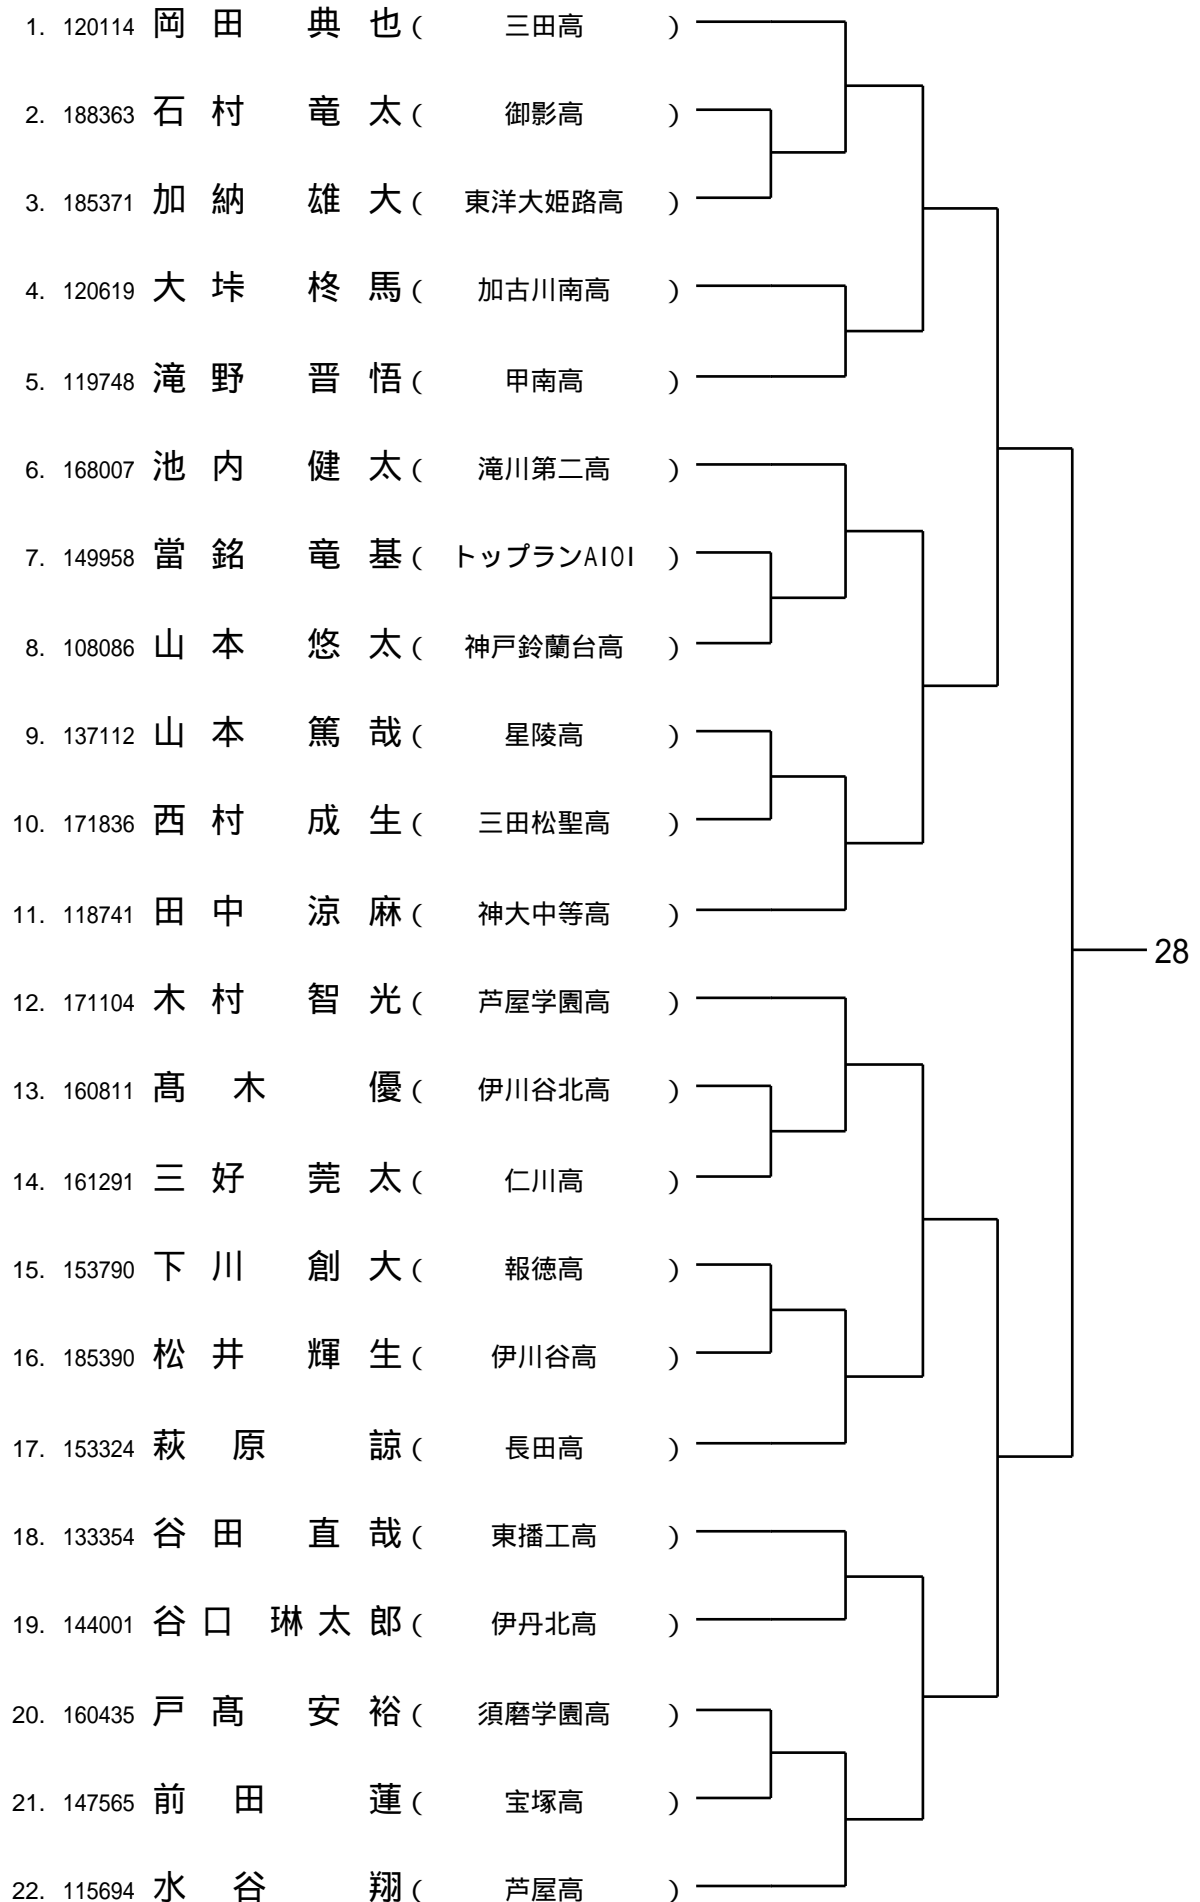 1. 120114 岡田 典也 ( 三田高 )
2. 188363 石村 竜太 ( 御影高 )
3. 185371 加納 雄大 ( 東洋大姫路高 )
4. 120619 大垰 柊馬 ( 加古川南高 )
5. 119748 滝野 晋悟 ( 甲南高 )
6. 168007 池内 健太 ( 滝川第二高 )
7. 149958 當銘 竜基 ( トップランAIOI )
8. 108086 山本 悠太 ( 神戸鈴蘭台高 )
9. 137112 山本 篤哉 ( 星陵高 )
10. 171836 西村 成生 ( 三田松聖高 )
11. 118741 田中 涼麻 ( 神大中等高 )
28
12. 171104 木村 智光 ( 芦屋学園高 )
13. 160811 髙木 優 ( 伊川谷北高 )
14. 161291 三好 莞太 ( 仁川高 )
15. 153790 下川 創大 ( 報徳高 )
16. 185390 松井 輝生 ( 伊川谷高 )
17. 153324 萩原 諒 ( 長田高 )
18. 133354 谷田 直哉 ( 東播工高 )
19. 144001 谷口 琳太郎 ( 伊丹北高 )
20. 160435 戸髙 安裕 ( 須磨学園高 )
21. 147565 前田 蓮 ( 宝塚高 )
22. 115694 水谷 翔 ( 芦屋高 )